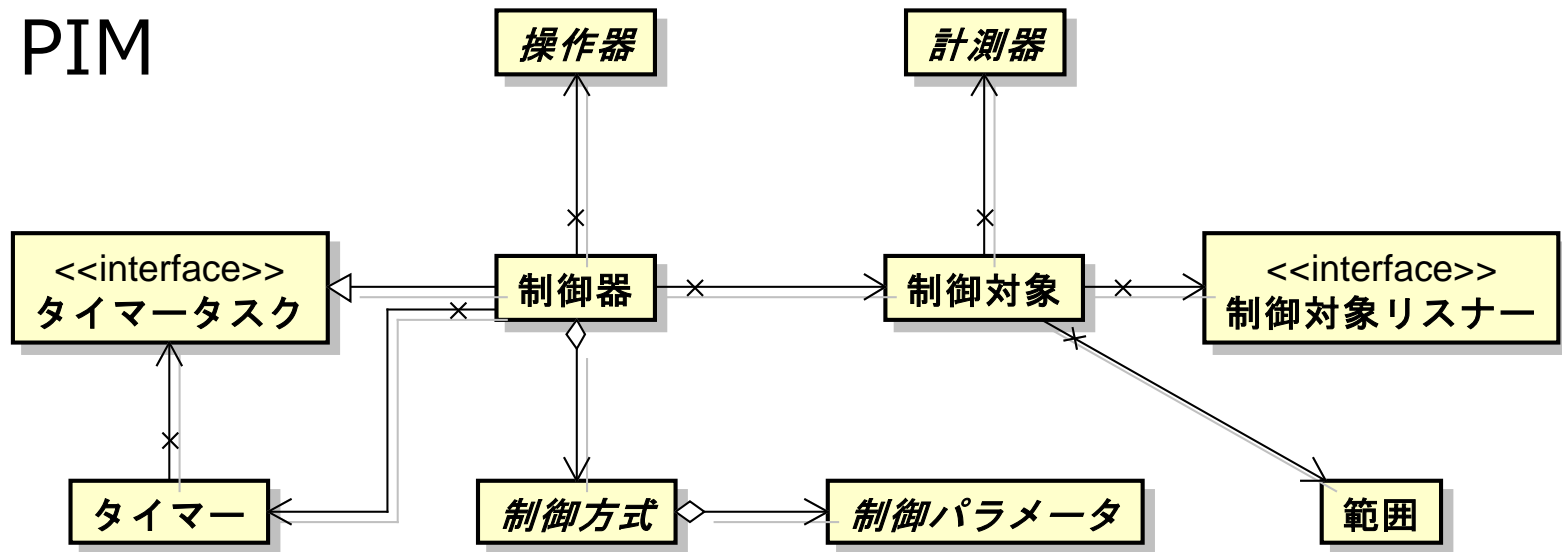 PIM
操作器
計測器
<<interface>>
タイマータスク
制御器
制御対象
<<interface>>
制御対象リスナー
タイマー
制御方式
制御パラメータ
範囲